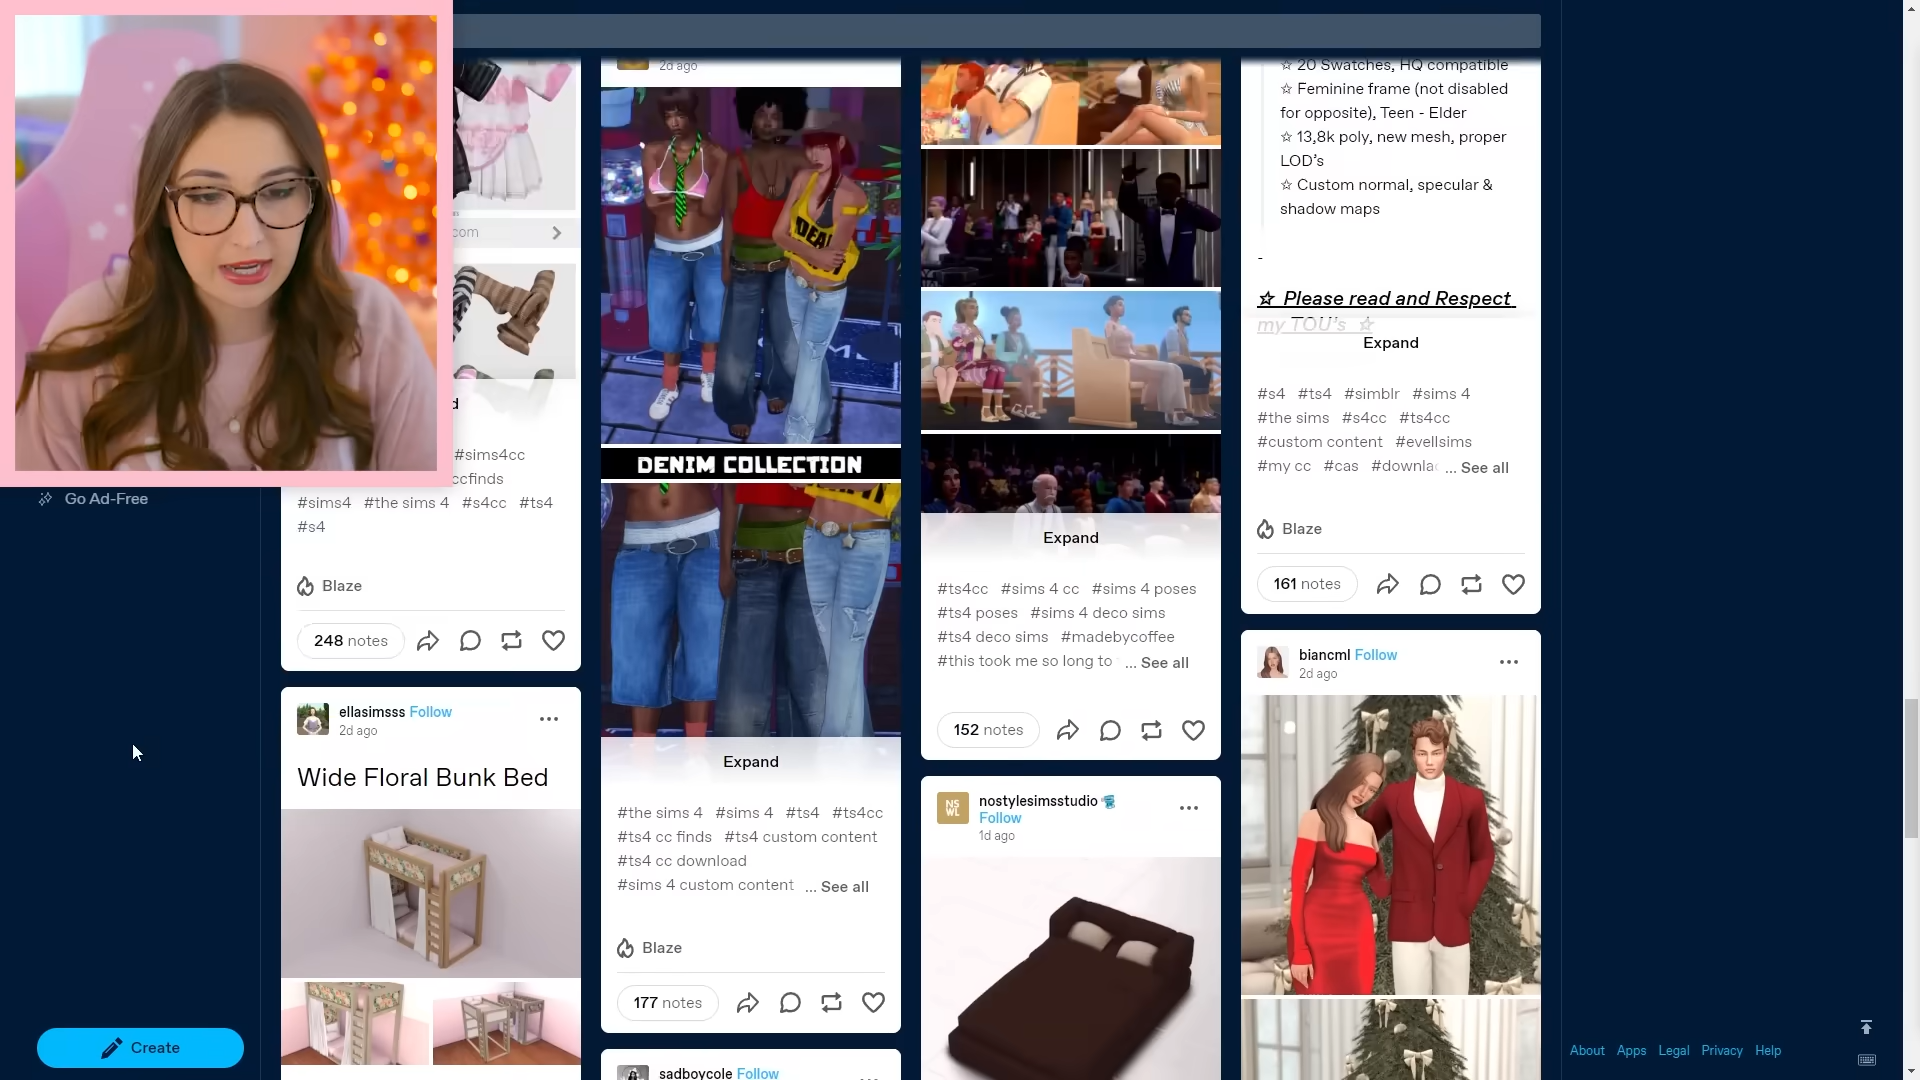 com
#sims4cc
ccfinds
#sims4 #the sims 4 #s4cc #ts4
#s4
Blaze
248 notes
ellasimsss Follow
2d ago
Wide Floral Bunk Bed
Go Ad-Free
Create
2d ago
DEAL
DENIM COLLECTION
Expand
#the sims 4 #sims 4 #ts4 #ts4cc
#ts4 cc finds #ts4 custom content
#ts4 cc download
#sims 4 custom content ... See all
Blaze
177 notes
sadboycole Follow
Expand
#ts4cc #sims 4 cc #sims 4 poses
#ts4 poses #sims 4 deco sims
#ts4 deco sims #madebycoffee
#this took me so long to ... See all
152 notes
NS
WL
nostylesimsstudio
Follow
1d ago
☆ 20 Swatches, HQ compatible
☆ Feminine frame (not disabled
for opposite), Teen - Elder
☆ 13,8k poly, new mesh, proper
LOD's
☆ Custom normal, specular &
shadow maps
-
☆ Please read and Respect
my TOU's ☆
Expand
#s4 #ts4 #simblr #sims 4
#the sims #s4cc #ts4cc
#custom content #evellsims
#my cc #cas #downlac ... See all
Blaze
161 notes
biancml Follow
2d ago
About Apps Legal Privacy Help